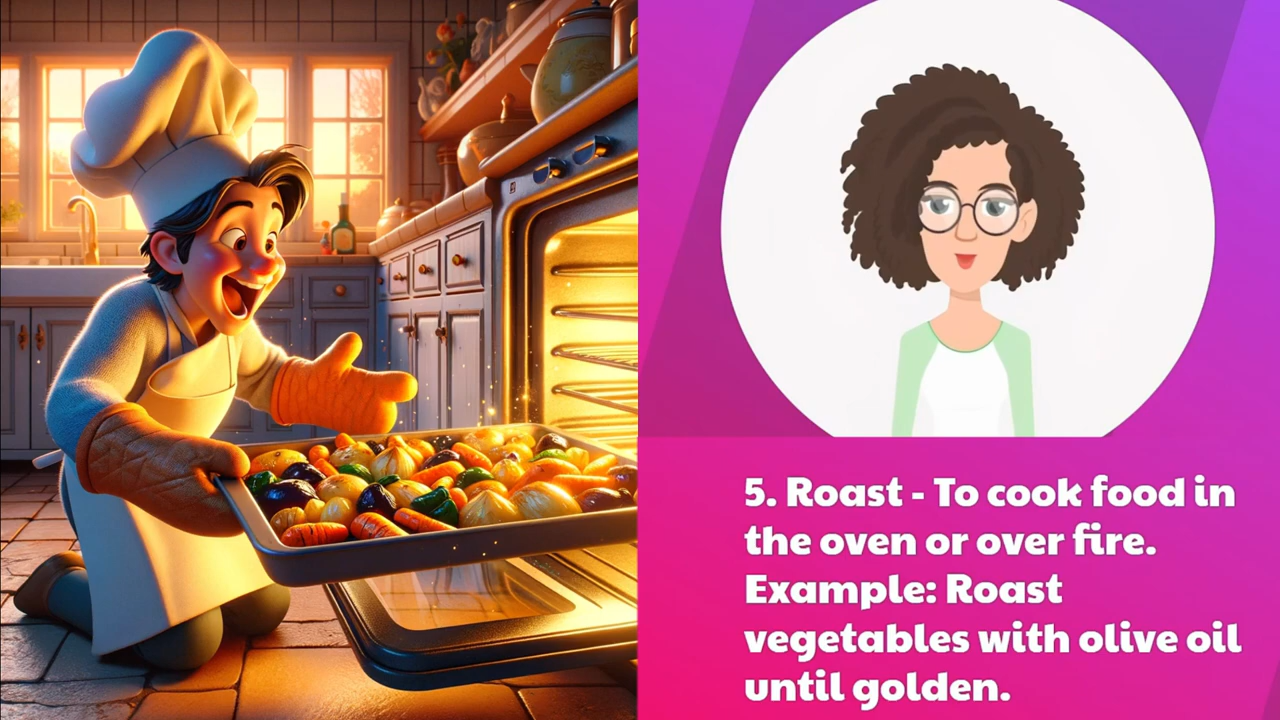 5. Roast - To cook food in
the oven or over fire.
Example: Roast
vegetables with olive oil
until golden.